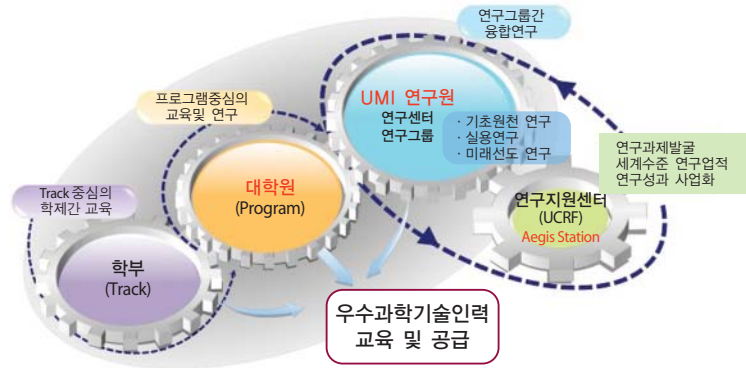 연구그룹간
융합연구
UMI 연구원
연구센터
연구그룹
· 기초원천 연구
· 실용연구
· 미래선도 연구
프로그램중심의
교육및 연구
대학원
(Program)
연구과제발굴
세계수준 연구업적
연구성과 사업화
연구지원센터
(UCRF)
Aegis Station
Track 중심의
학제간 교육
학부
(Track)
우수과학기술인력
교육 및 공급